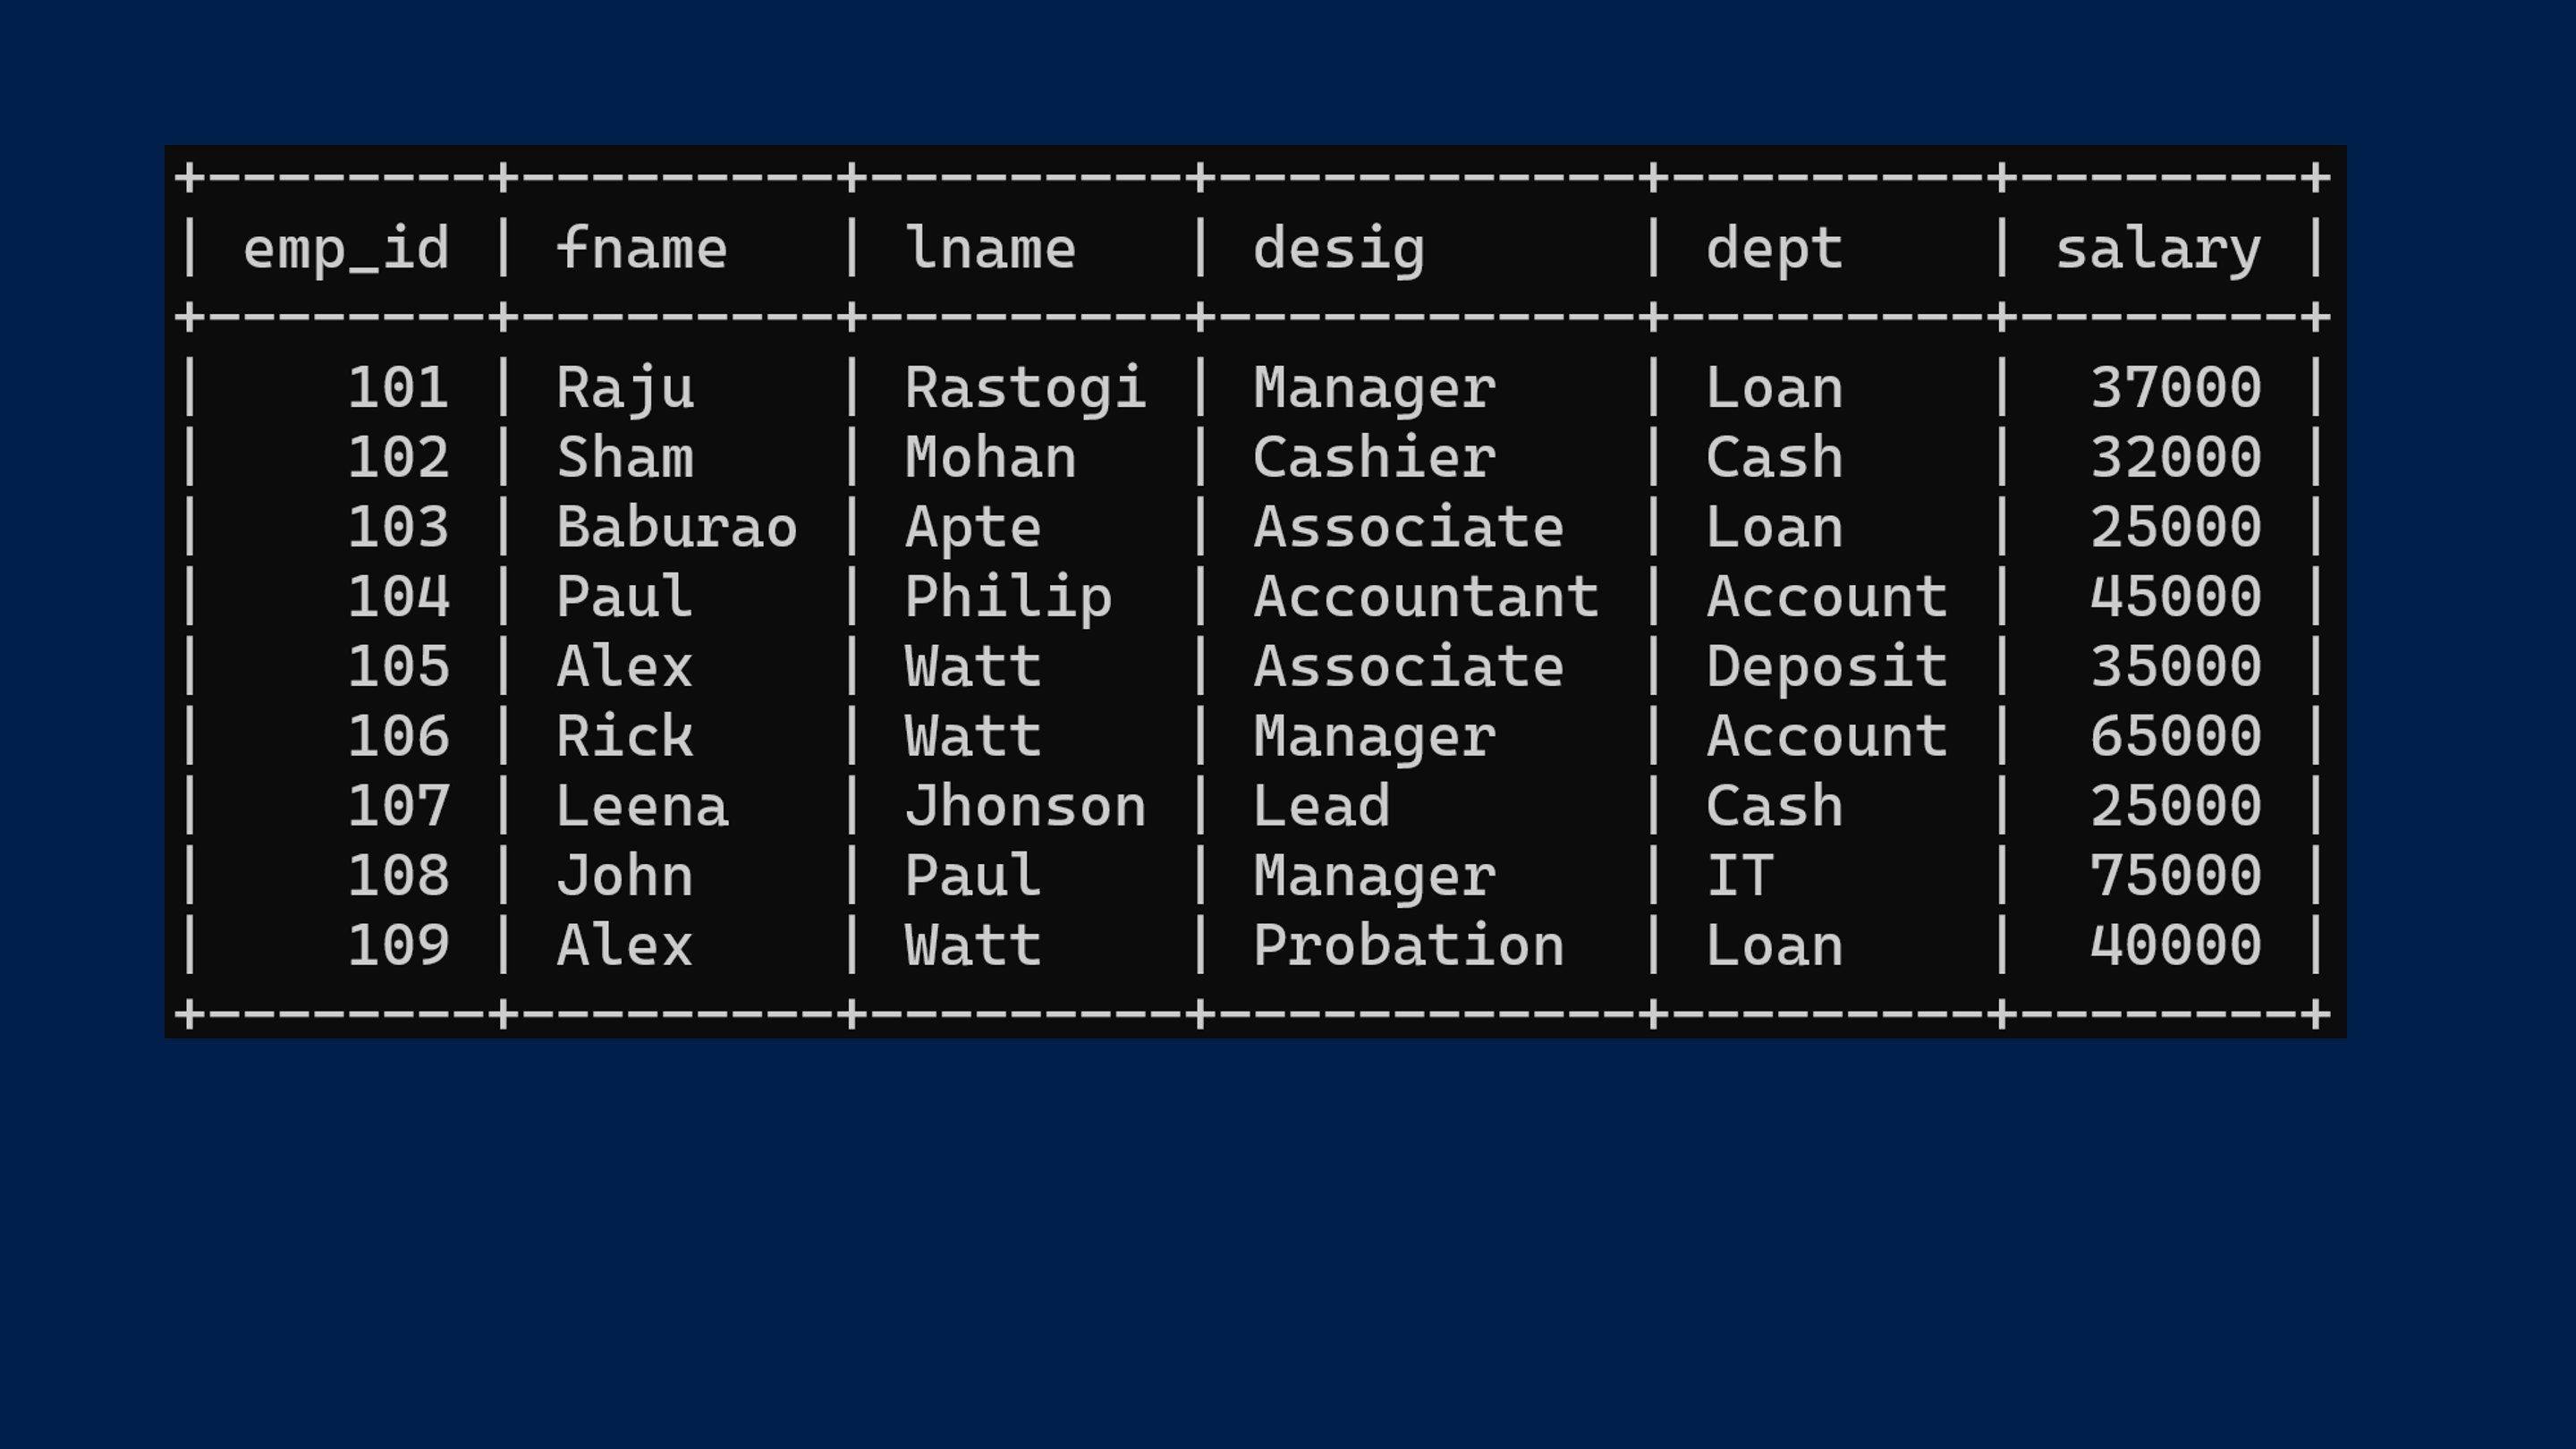 +--------+---------+---------+------------+---------+--------+
| emp_id | fname   | lname   | desig      | dept    | salary |
+--------+---------+---------+------------+---------+--------+
|    101 | Raju    | Rastogi | Manager    | Loan    |  37000 |
|    102 | Sham    | Mohan   | Cashier    | Cash    |  32000 |
|    103 | Baburao | Apte    | Associate  | Loan    |  25000 |
|    104 | Paul    | Philip  | Accountant | Account |  45000 |
|    105 | Alex    | Watt    | Associate  | Deposit |  35000 |
|    106 | Rick    | Watt    | Manager    | Account |  65000 |
|    107 | Leena   | Jhonson | Lead       | Cash    |  25000 |
|    108 | John    | Paul    | Manager    | IT      |  75000 |
|    109 | Alex    | Watt    | Probation  | Loan    |  40000 |
+--------+---------+---------+------------+---------+--------+